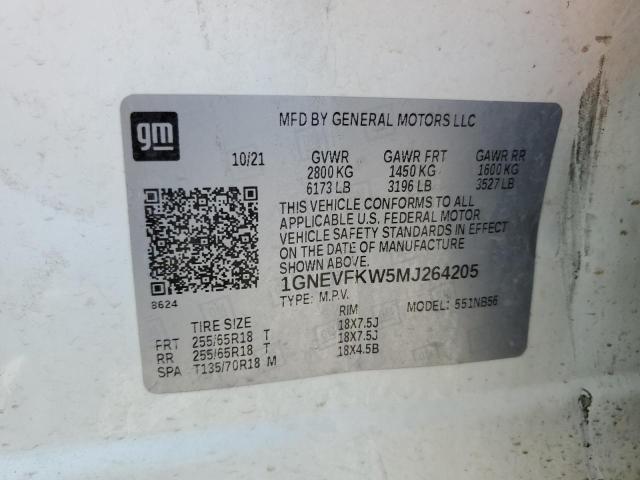 gm
MFD BY GENERAL MOTORS LLC
10/21 GVWR GAWR FRT GAWR RR
2800 KG 1450 KG 1600 KG
6173 LB 3196 LB 3527 LB
THIS VEHICLE CONFORMS TO ALL
APPLICABLE U.S. FEDERAL MOTOR
VEHICLE SAFETY STANDARDS IN EFFECT
ON THE DATE OF MANUFACTURE
SHOWN ABOVE.
1GNEVFKW5MJ264205
8624
TYPE: M.P.V. MODEL: 551NB56
TIRE SIZE RIM
FRT 255/65R18 T 18X7.5J
RR 255/65R18 T 18X7.5J
SPA T135/70R18 M 18X4.5B